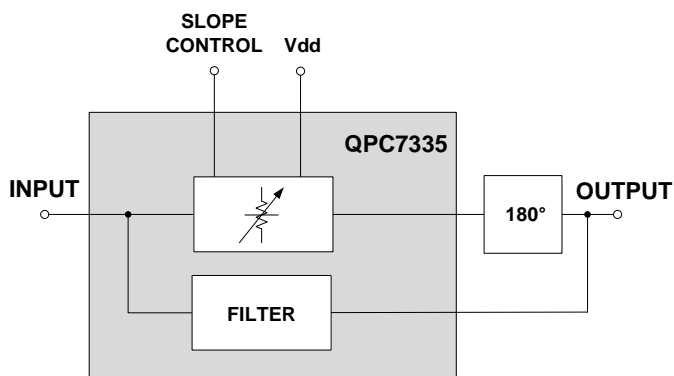 SLOPE
CONTROL Vdd
QPC7335
INPUT
180°
OUTPUT
FILTER